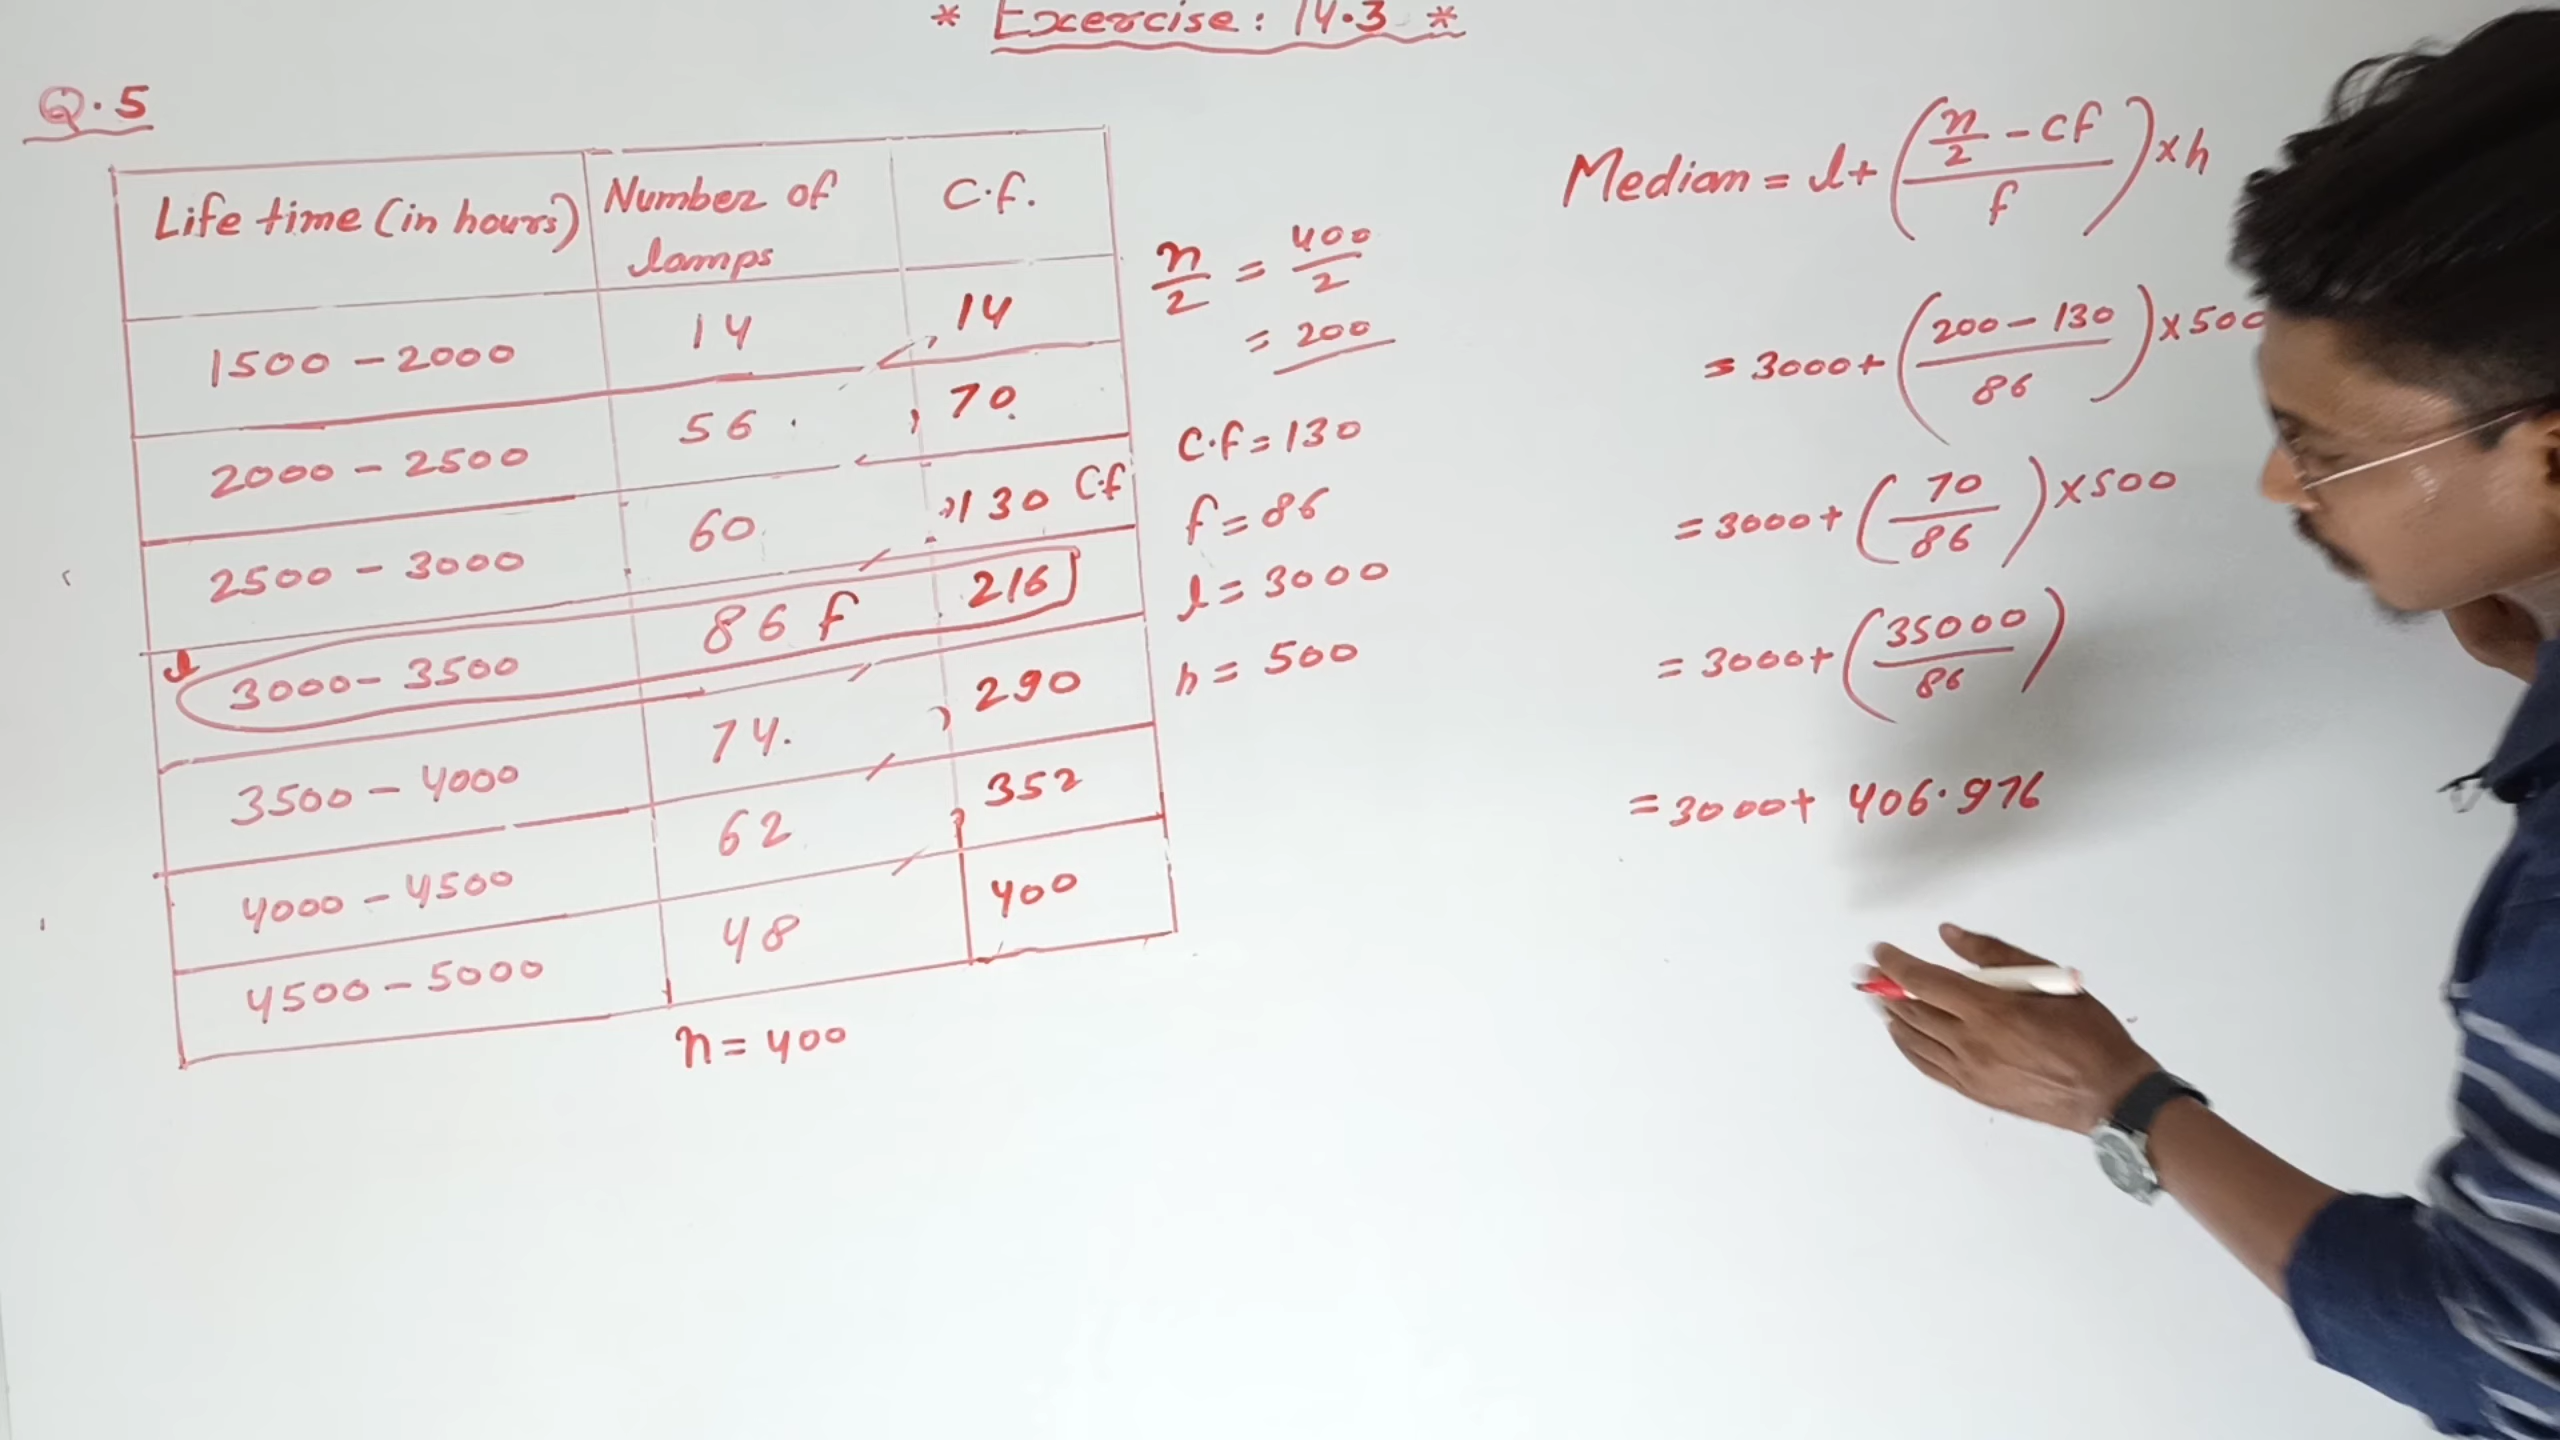 * Excercise: 14.3 *
Q.5
Life time (in hours) Number of lamps C.f.
1500 - 2000 14 14
2000 - 2500 56 70
2500 - 3000 60 130 C.f
l 3000 - 3500 86 f 216
3500 - 4000 74 290
4000 - 4500 62 352
4500 - 5000 48 400
n = 400
n/2 = 400/2
= 200
C.f = 130
f = 86
l = 3000
h = 500
Median = l + ((n/2 - cf)/f) × h
= 3000 + ((200 - 130)/86) × 500
= 3000 + (70/86) × 500
= 3000 + (35000/86)
= 3000 + 406.976